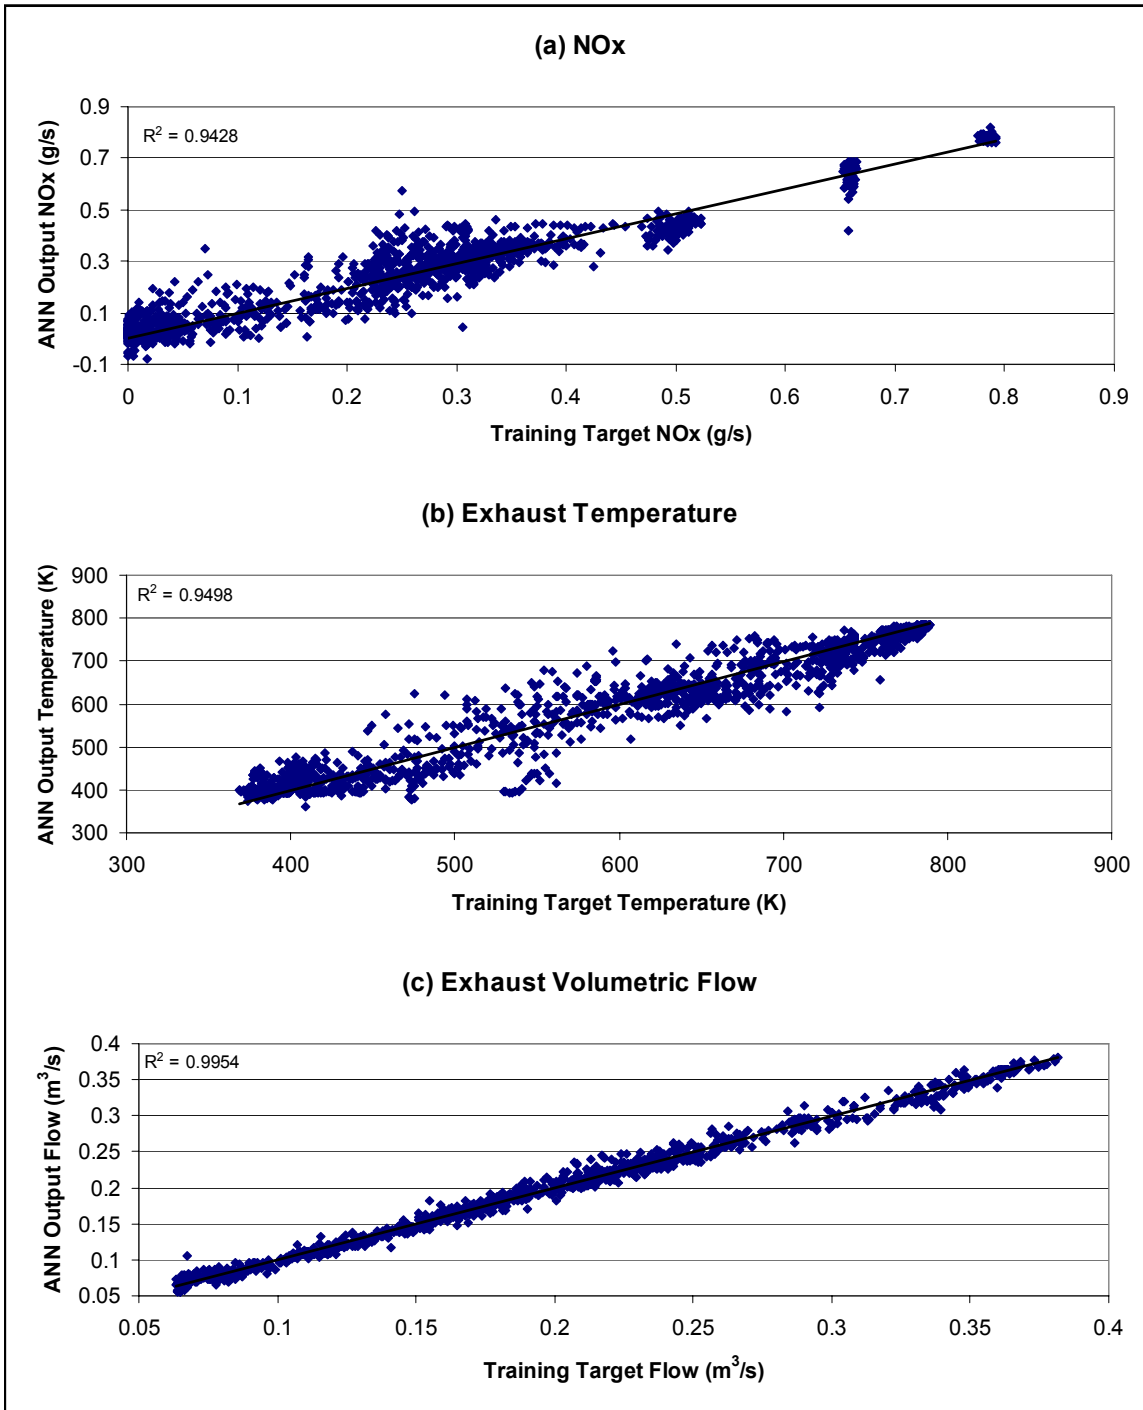 (a) NOx
0.9
0.7
0.5
0.3
0.1
-0.1
ANN Output NOx (g/s)
R² = 0.9428
0 0.1 0.2 0.3 0.4 0.5 0.6 0.7 0.8 0.9
Training Target NOx (g/s)
(b) Exhaust Temperature
900
800
700
600
500
400
300
ANN Output Temperature (K)
R² = 0.9498
300 400 500 600 700 800 900
Training Target Temperature (K)
(c) Exhaust Volumetric Flow
0.4
0.35
0.3
0.25
0.2
0.15
0.1
0.05
ANN Output Flow (m³/s)
R² = 0.9954
0.05 0.1 0.15 0.2 0.25 0.3 0.35 0.4
Training Target Flow (m³/s)